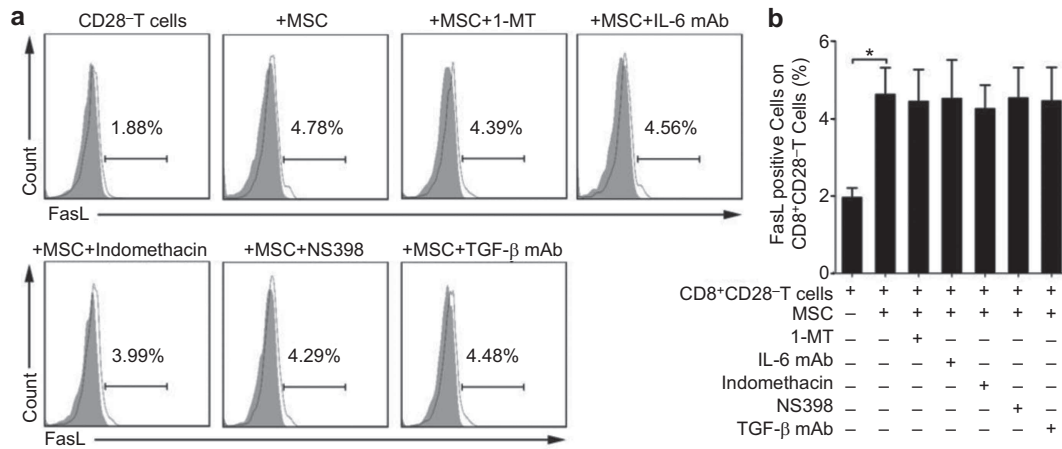 a
CD28⁻T cells +MSC +MSC+1-MT +MSC+IL-6 mAb
1.88% 4.78% 4.39% 4.56%
Count
FasL
+MSC+Indomethacin +MSC+NS398 +MSC+TGF-β mAb
3.99% 4.29% 4.48%
Count
FasL
b
FasL positive Cells on
CD8⁺CD28⁻T Cells (%)
6
4
2
0
*
CD8⁺CD28⁻T cells + + + + + + +
MSC – + + + + + +
1-MT – – + – – – –
IL-6 mAb – – – + – – –
Indomethacin – – – – + – –
NS398 – – – – – + –
TGF-β mAb – – – – – – +